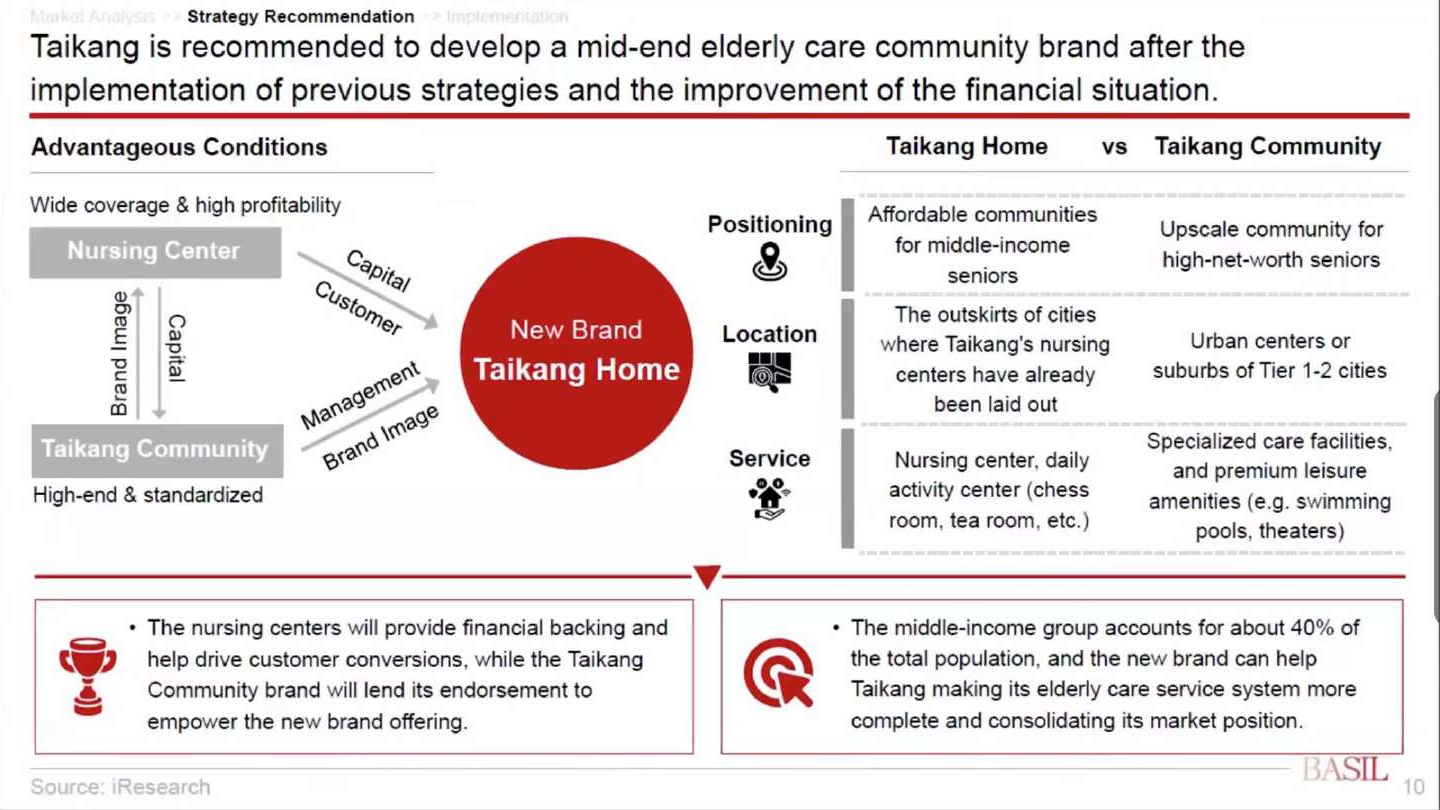 Market Analysis >> Strategy Recommendation >> Implementation
Taikang is recommended to develop a mid-end elderly care community brand after the
implementation of previous strategies and the improvement of the financial situation.
Advantageous Conditions
Wide coverage & high profitability
Nursing Center
Brand Image
Capital
Taikang Community
High-end & standardized
Capital
Customer
Management
Brand Image
New Brand
Taikang Home
Taikang Home vs Taikang Community
Positioning
Affordable communities
for middle-income
seniors
Upscale community for
high-net-worth seniors
Location
The outskirts of cities
where Taikang's nursing
centers have already
been laid out
Urban centers or
suburbs of Tier 1-2 cities
Service
Nursing center, daily
activity center (chess
room, tea room, etc.)
Specialized care facilities,
and premium leisure
amenities (e.g. swimming
pools, theaters)
• The nursing centers will provide financial backing and
help drive customer conversions, while the Taikang
Community brand will lend its endorsement to
empower the new brand offering.
• The middle-income group accounts for about 40% of
the total population, and the new brand can help
Taikang making its elderly care service system more
complete and consolidating its market position.
Source: iResearch
BASIL
10